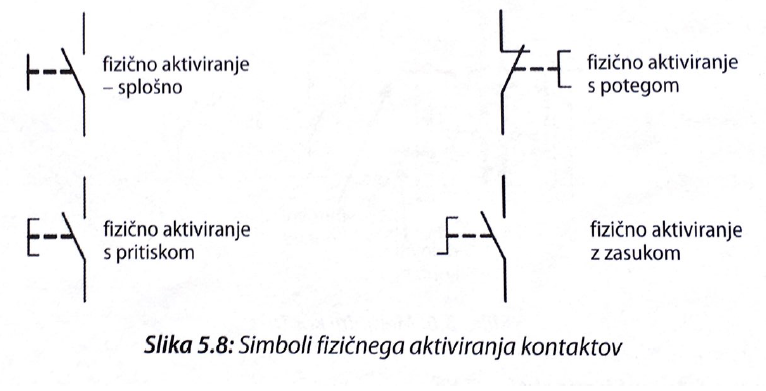 fizično aktiviranje
– splošno
fizično aktiviranje
s potegom
fizično aktiviranje
s pritiskom
fizično aktiviranje
z zasukom
Slika 5.8: Simboli fizičnega aktiviranja kontaktov